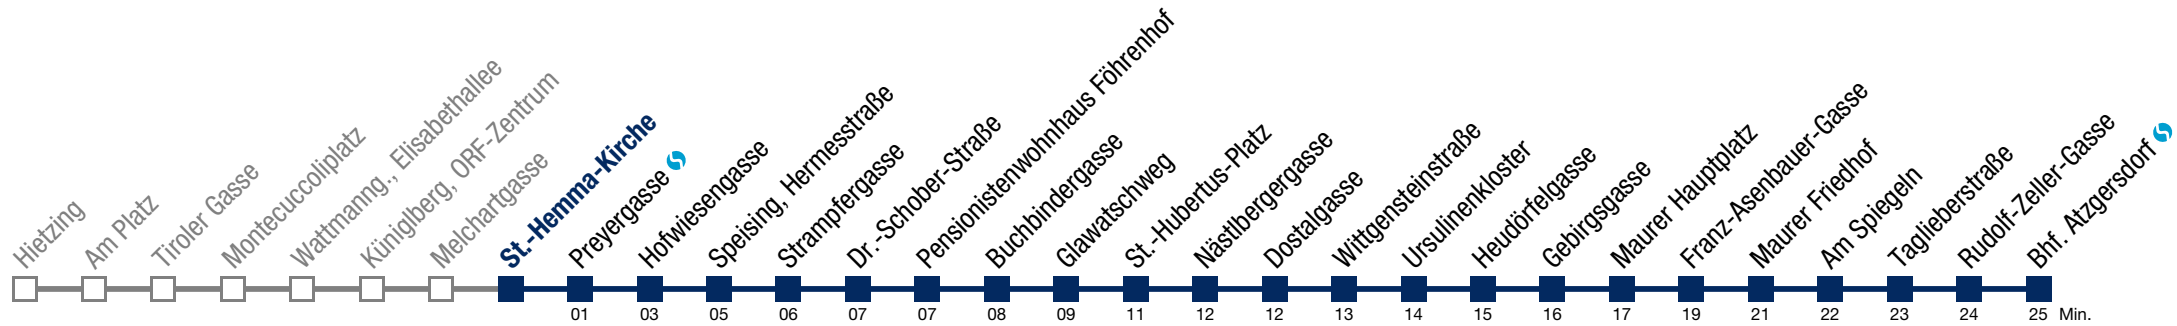 Hietzing
Am Platz
Tiroler Gasse
Montecuccoliplatz
Wattmanng., Elisabethallee
Küniglberg, ORF-Zentrum
Melchartgasse
St.-Hemma-Kirche
Preyergasse
Hofwiesengasse
Speising, Hermesstraße
Strampfergasse
Dr.-Schober-Straße
Pensionistenwohnhaus Föhrenhof
Buchbindergasse
Glawatschweg
St.-Hubertus-Platz
Nästlbergergasse
Dostalgasse
Wittgensteinstraße
Ursulinenkloster
Heudörfelgasse
Gebirgsgasse
Maurer Hauptplatz
Franz-Asenbauer-Gasse
Maurer Friedhof
Am Spiegeln
Taglieberstraße
Rudolf-Zeller-Gasse
Bhf. Atzgersdorf
01 03 05 06 07 07 08 09 11 12 12 13 14 15 16 17 19 21 22 23 24 25 Min.